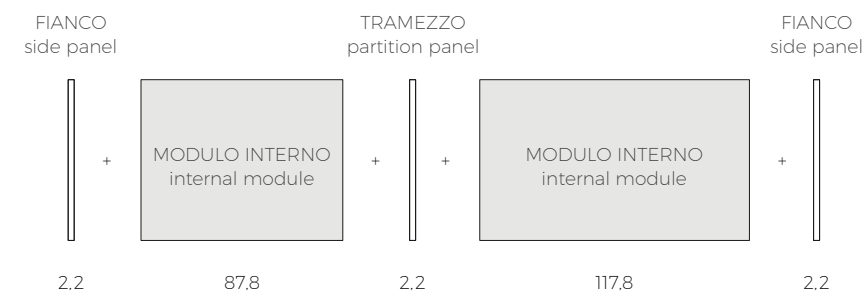 FIANCO
side panel
TRAMEZZO
partition panel
FIANCO
side panel
+
MODULO INTERNO
internal module
+
+
MODULO INTERNO
internal module
+
2,2
87,8
2,2
117,8
2,2